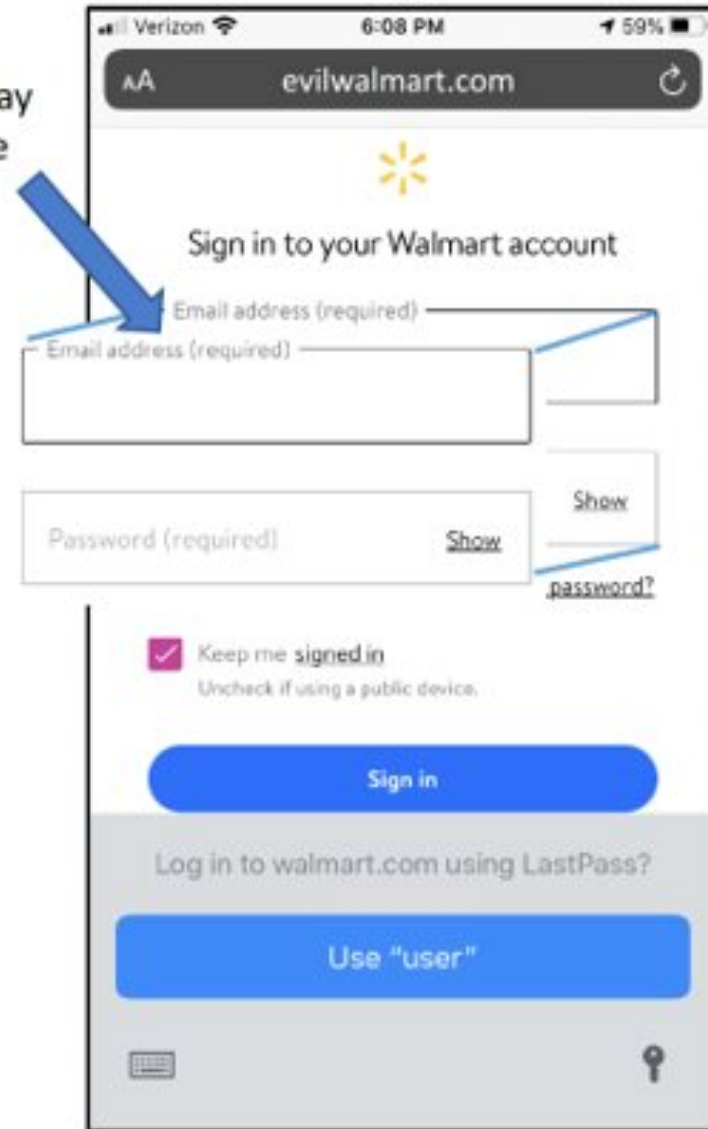 Verizon 6:08 PM 59%
AA evilwalmart.com
Sign in to your Walmart account
Email address (required)
Email address (required)
Show
Password (required) Show
password?
Keep me signed in
Uncheck if using a public device.
Sign in
Log in to walmart.com using LastPass?
Use “user”